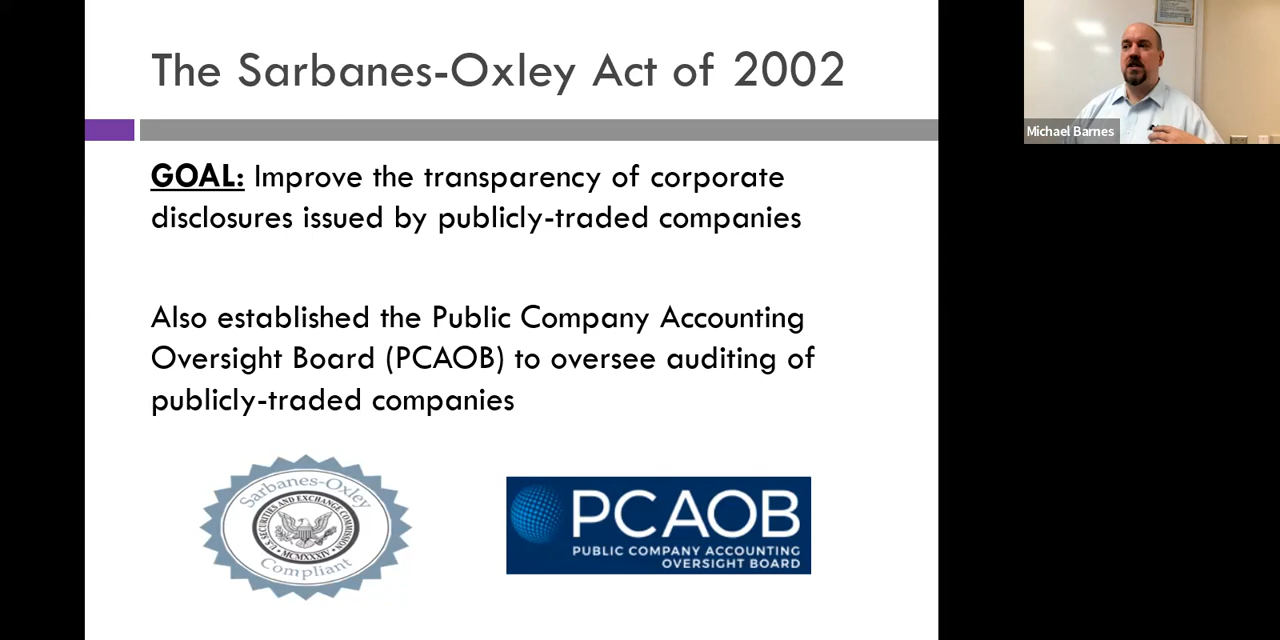 The Sarbanes-Oxley Act of 2002
GOAL: Improve the transparency of corporate
disclosures issued by publicly-traded companies
Also established the Public Company Accounting
Oversight Board (PCAOB) to oversee auditing of
publicly-traded companies
Sarbanes-Oxley
U.S. SECURITIES AND EXCHANGE COMMISSION
MCMXXXIV
Compliant
PCAOB
PUBLIC COMPANY ACCOUNTING
OVERSIGHT BOARD
Michael Barnes